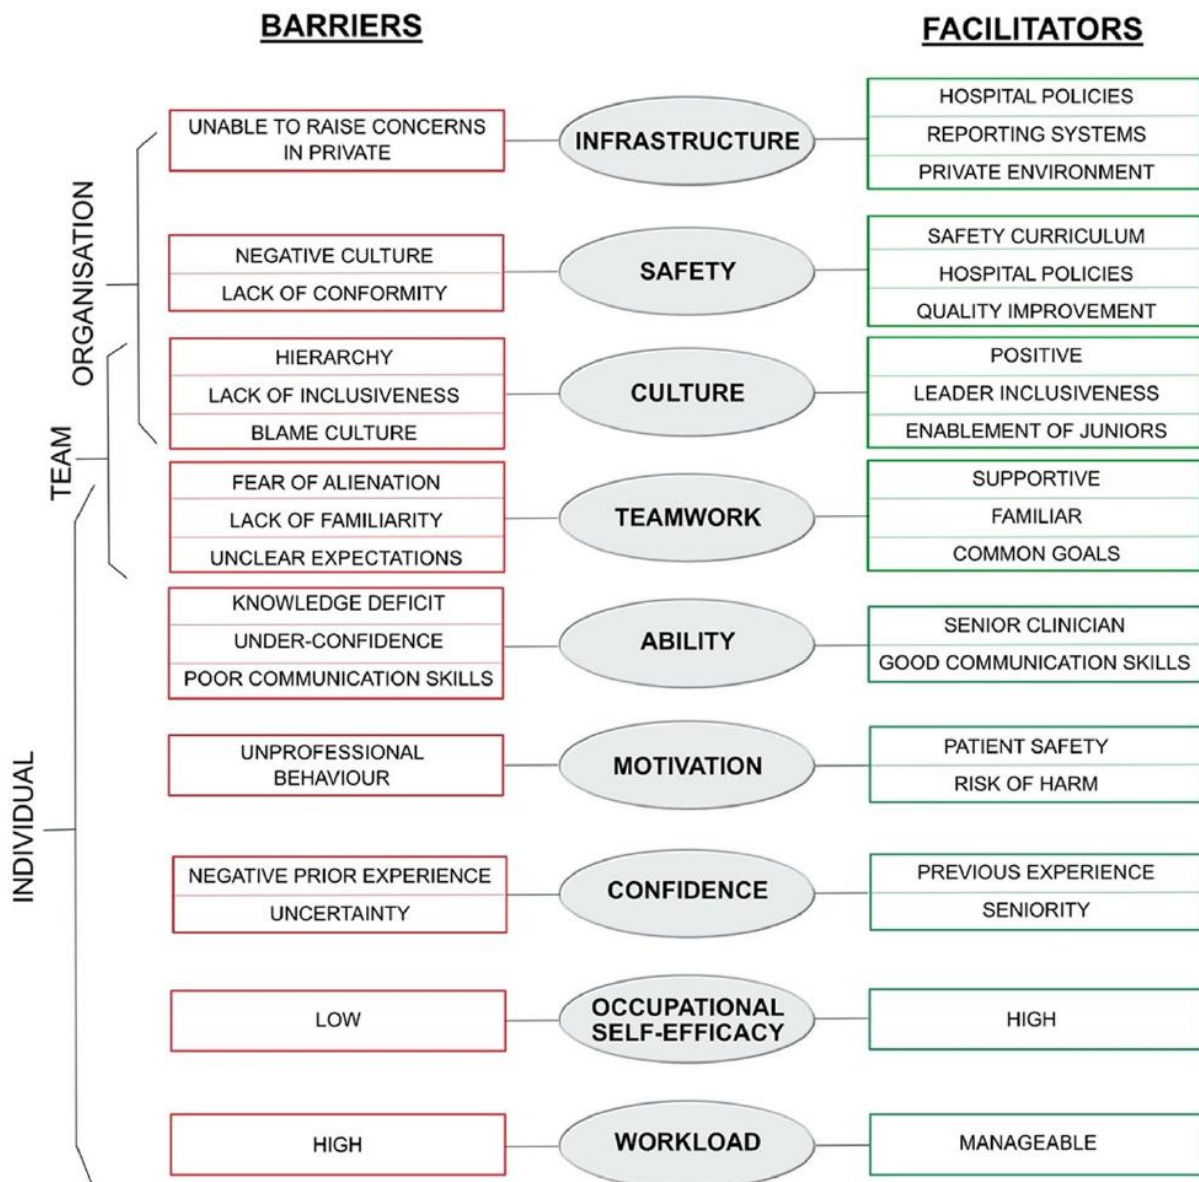 BARRIERS
FACILITATORS
ORGANISATION
TEAM
INDIVIDUAL
UNABLE TO RAISE CONCERNS
IN PRIVATE
INFRASTRUCTURE
HOSPITAL POLICIES
REPORTING SYSTEMS
PRIVATE ENVIRONMENT
NEGATIVE CULTURE
LACK OF CONFORMITY
SAFETY
SAFETY CURRICULUM
HOSPITAL POLICIES
QUALITY IMPROVEMENT
HIERARCHY
LACK OF INCLUSIVENESS
BLAME CULTURE
CULTURE
POSITIVE
LEADER INCLUSIVENESS
ENABLEMENT OF JUNIORS
FEAR OF ALIENATION
LACK OF FAMILIARITY
UNCLEAR EXPECTATIONS
TEAMWORK
SUPPORTIVE
FAMILIAR
COMMON GOALS
KNOWLEDGE DEFICIT
UNDER-CONFIDENCE
POOR COMMUNICATION SKILLS
ABILITY
SENIOR CLINICIAN
GOOD COMMUNICATION SKILLS
UNPROFESSIONAL
BEHAVIOUR
MOTIVATION
PATIENT SAFETY
RISK OF HARM
NEGATIVE PRIOR EXPERIENCE
UNCERTAINTY
CONFIDENCE
PREVIOUS EXPERIENCE
SENIORITY
LOW
OCCUPATIONAL
SELF-EFFICACY
HIGH
HIGH
WORKLOAD
MANAGEABLE